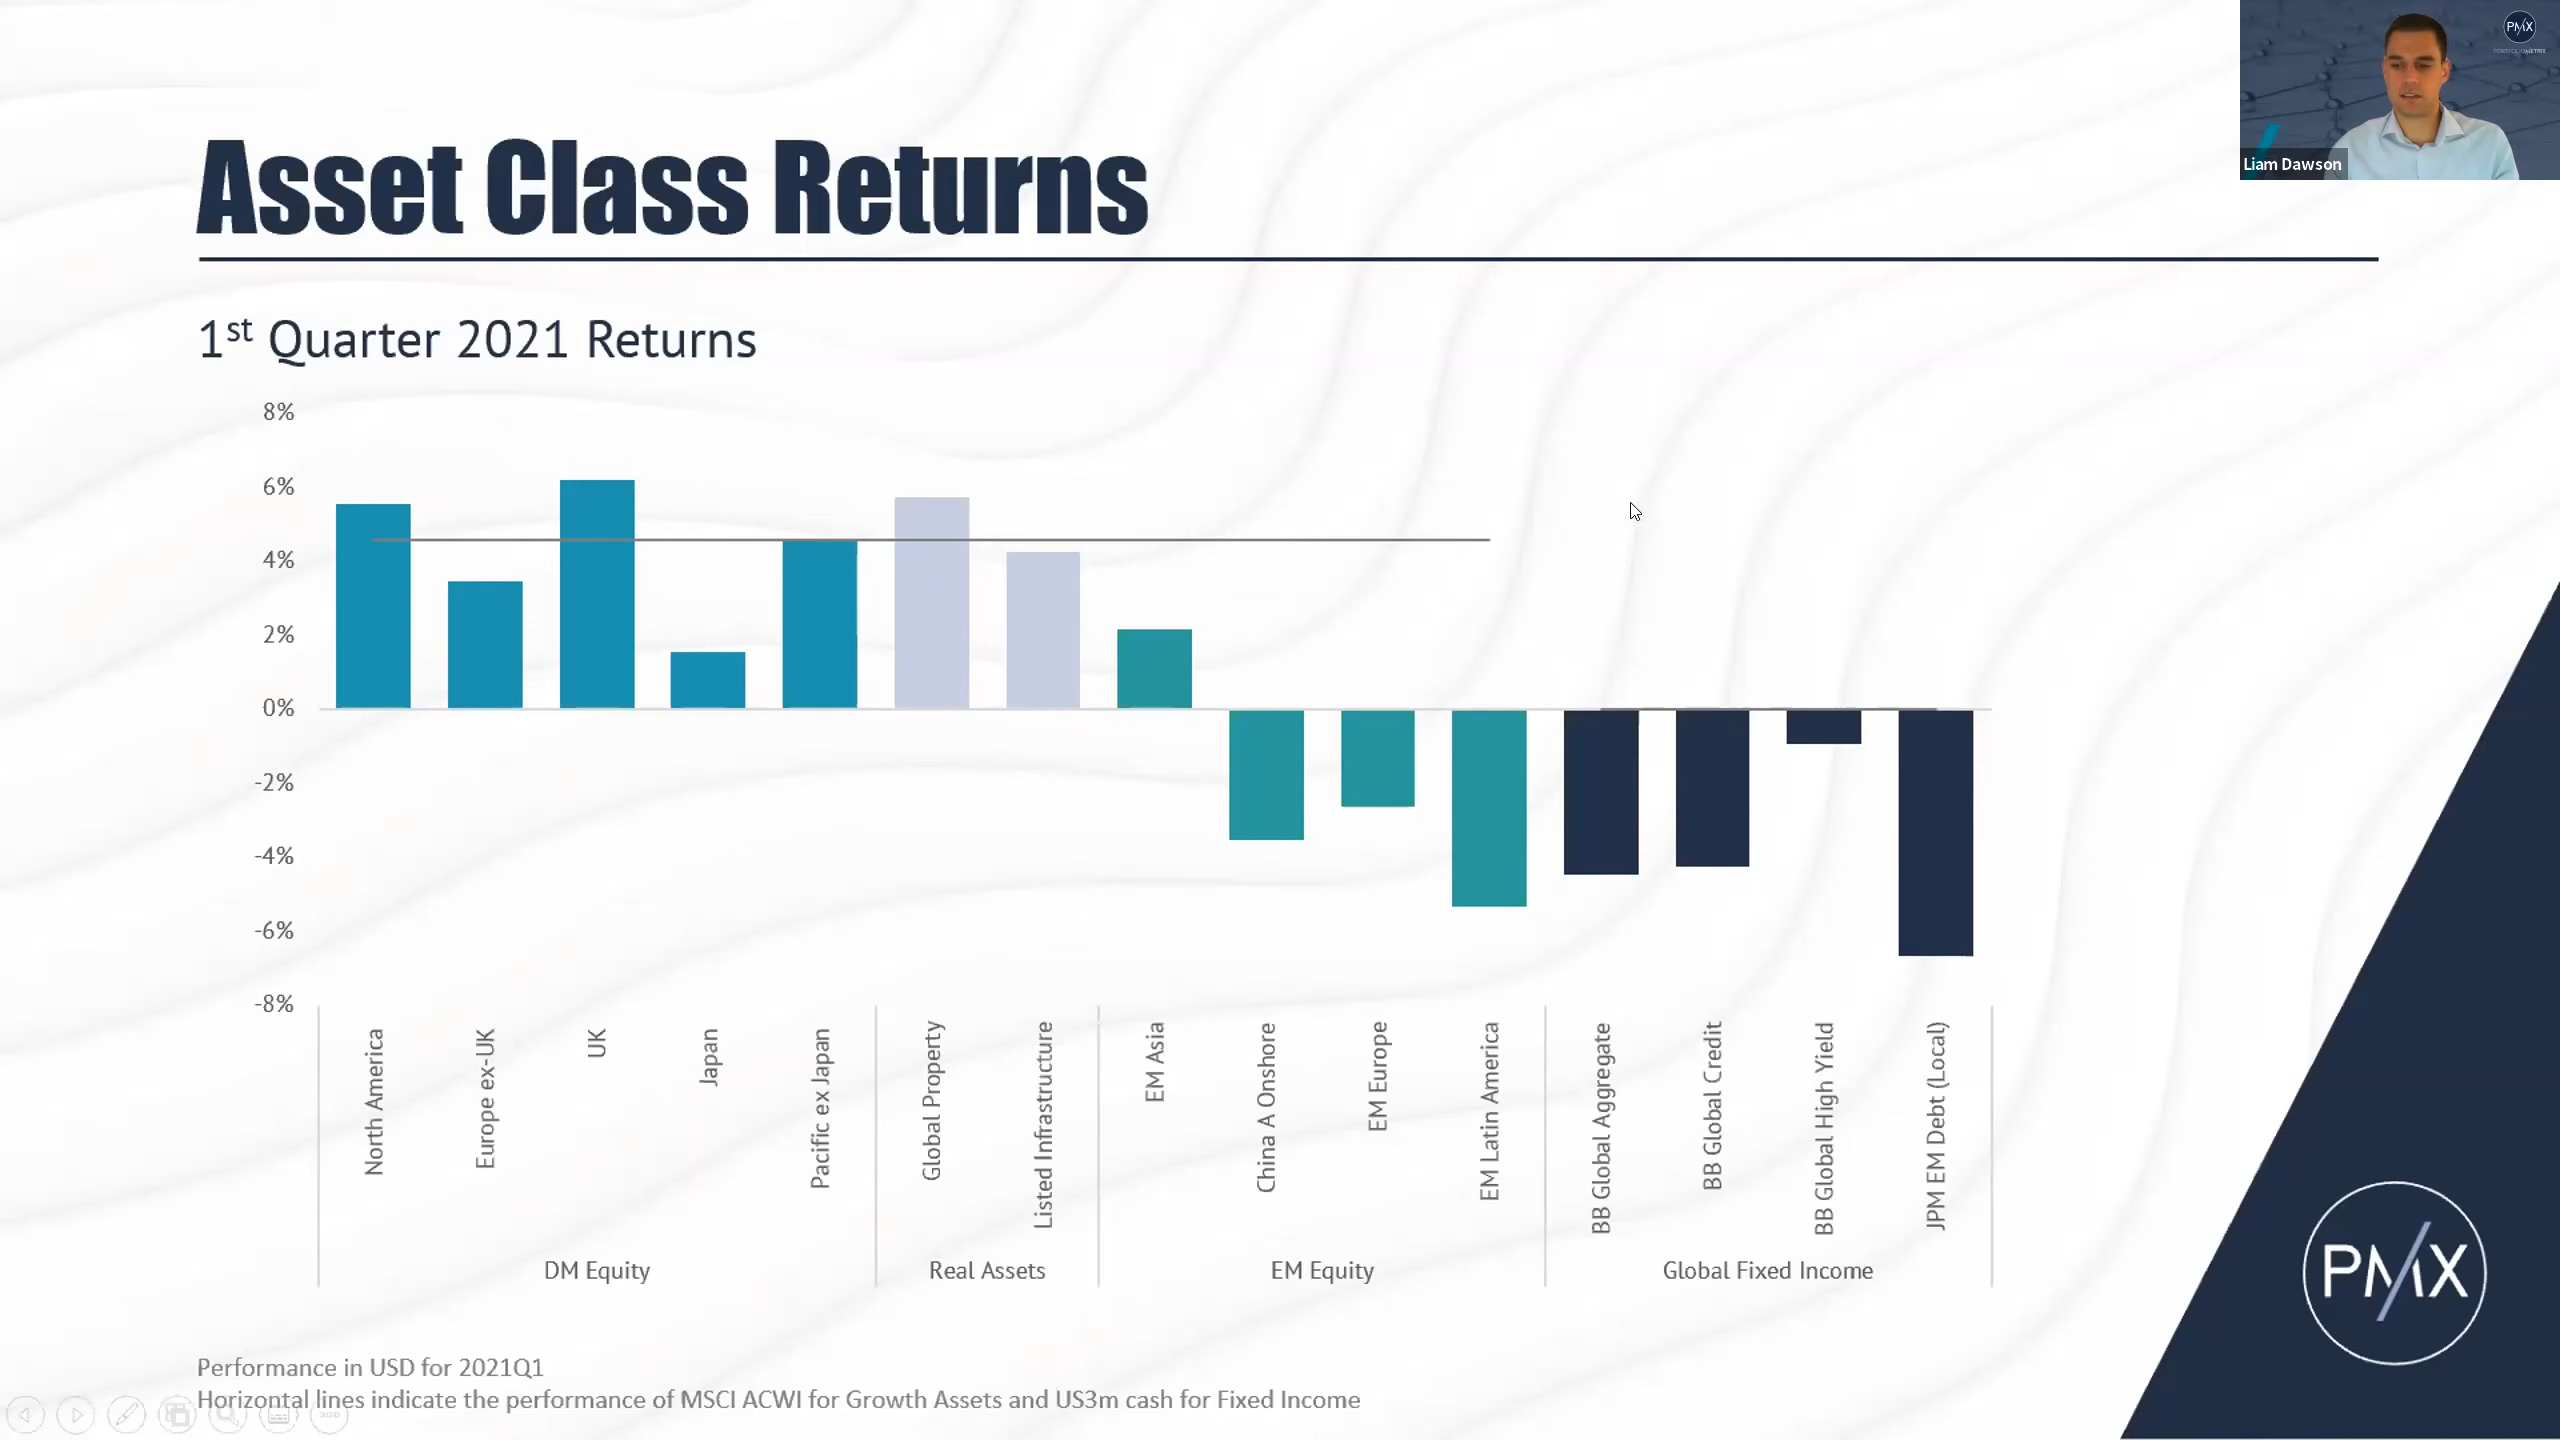 PMX
PORTFOLIOMETRIX
Liam Dawson
Asset Class Returns
1st Quarter 2021 Returns
8%
6%
4%
2%
0%
-2%
-4%
-6%
-8%
North America
Europe ex-UK
UK
Japan
Pacific ex Japan
Global Property
Listed Infrastructure
EM Asia
China A Onshore
EM Europe
EM Latin America
BB Global Aggregate
BB Global Credit
BB Global High Yield
JPM EM Debt (Local)
DM Equity
Real Assets
EM Equity
Global Fixed Income
PMX
Performance in USD for 2021Q1
Horizontal lines indicate the performance of MSCI ACWI for Growth Assets and US3m cash for Fixed Income